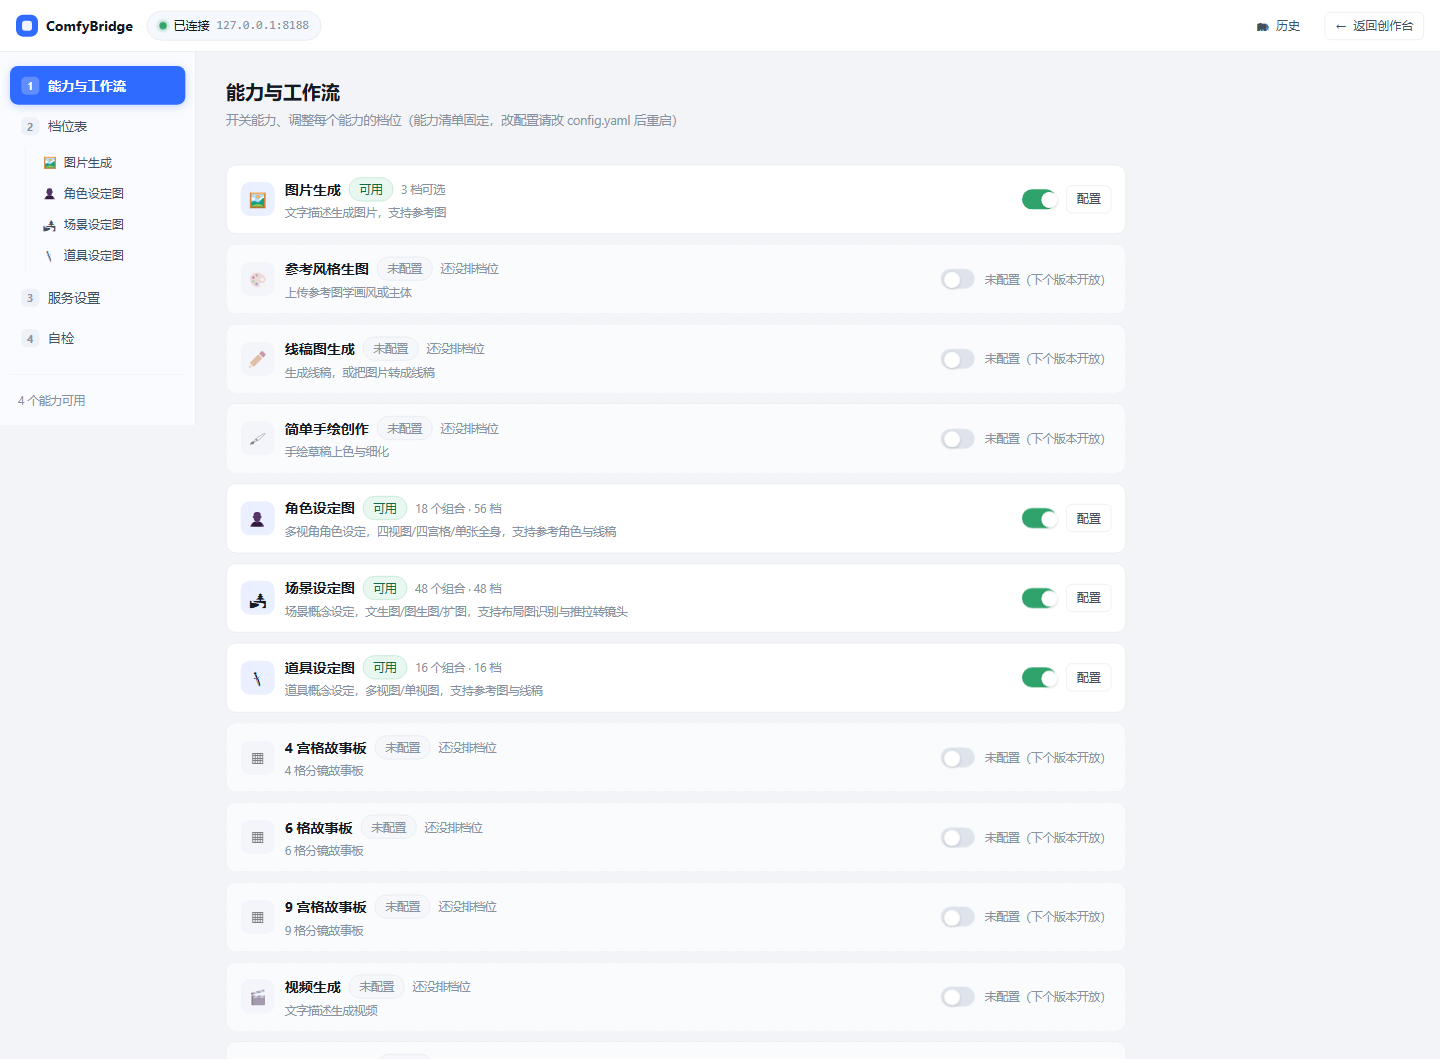 ComfyBridge 已连接 127.0.0.1:8188 历史 ← 返回创作台
1 能力与工作流
2 档位表
图片生成
角色设定图
场景设定图
道具设定图
3 服务设置
4 自检
4 个能力可用
能力与工作流
开关能力、调整每个能力的档位（能力清单固定，改配置请改 config.yaml 后重启）
图片生成 可用 3 档可选
文字描述生成图片，支持参考图
配置
参考风格生图 未配置 还没排档位
上传参考图学画风或主体
未配置（下个版本开放）
线稿图生成 未配置 还没排档位
生成线稿，或把图片转成线稿
未配置（下个版本开放）
简单手绘创作 未配置 还没排档位
手绘草稿上色与细化
未配置（下个版本开放）
角色设定图 可用 18 个组合 · 56 档
多视角角色设定，四视图/四宫格/单张全身，支持参考角色与线稿
配置
场景设定图 可用 48 个组合 · 48 档
场景概念设定，文生图/图生图/扩图，支持布局图识别与推拉转镜头
配置
道具设定图 可用 16 个组合 · 16 档
道具概念设定，多视图/单视图，支持参考图与线稿
配置
4 宫格故事板 未配置 还没排档位
4 格分镜故事板
未配置（下个版本开放）
6 格故事板 未配置 还没排档位
6 格分镜故事板
未配置（下个版本开放）
9 宫格故事板 未配置 还没排档位
9 格分镜故事板
未配置（下个版本开放）
视频生成 未配置 还没排档位
文字描述生成视频
未配置（下个版本开放）